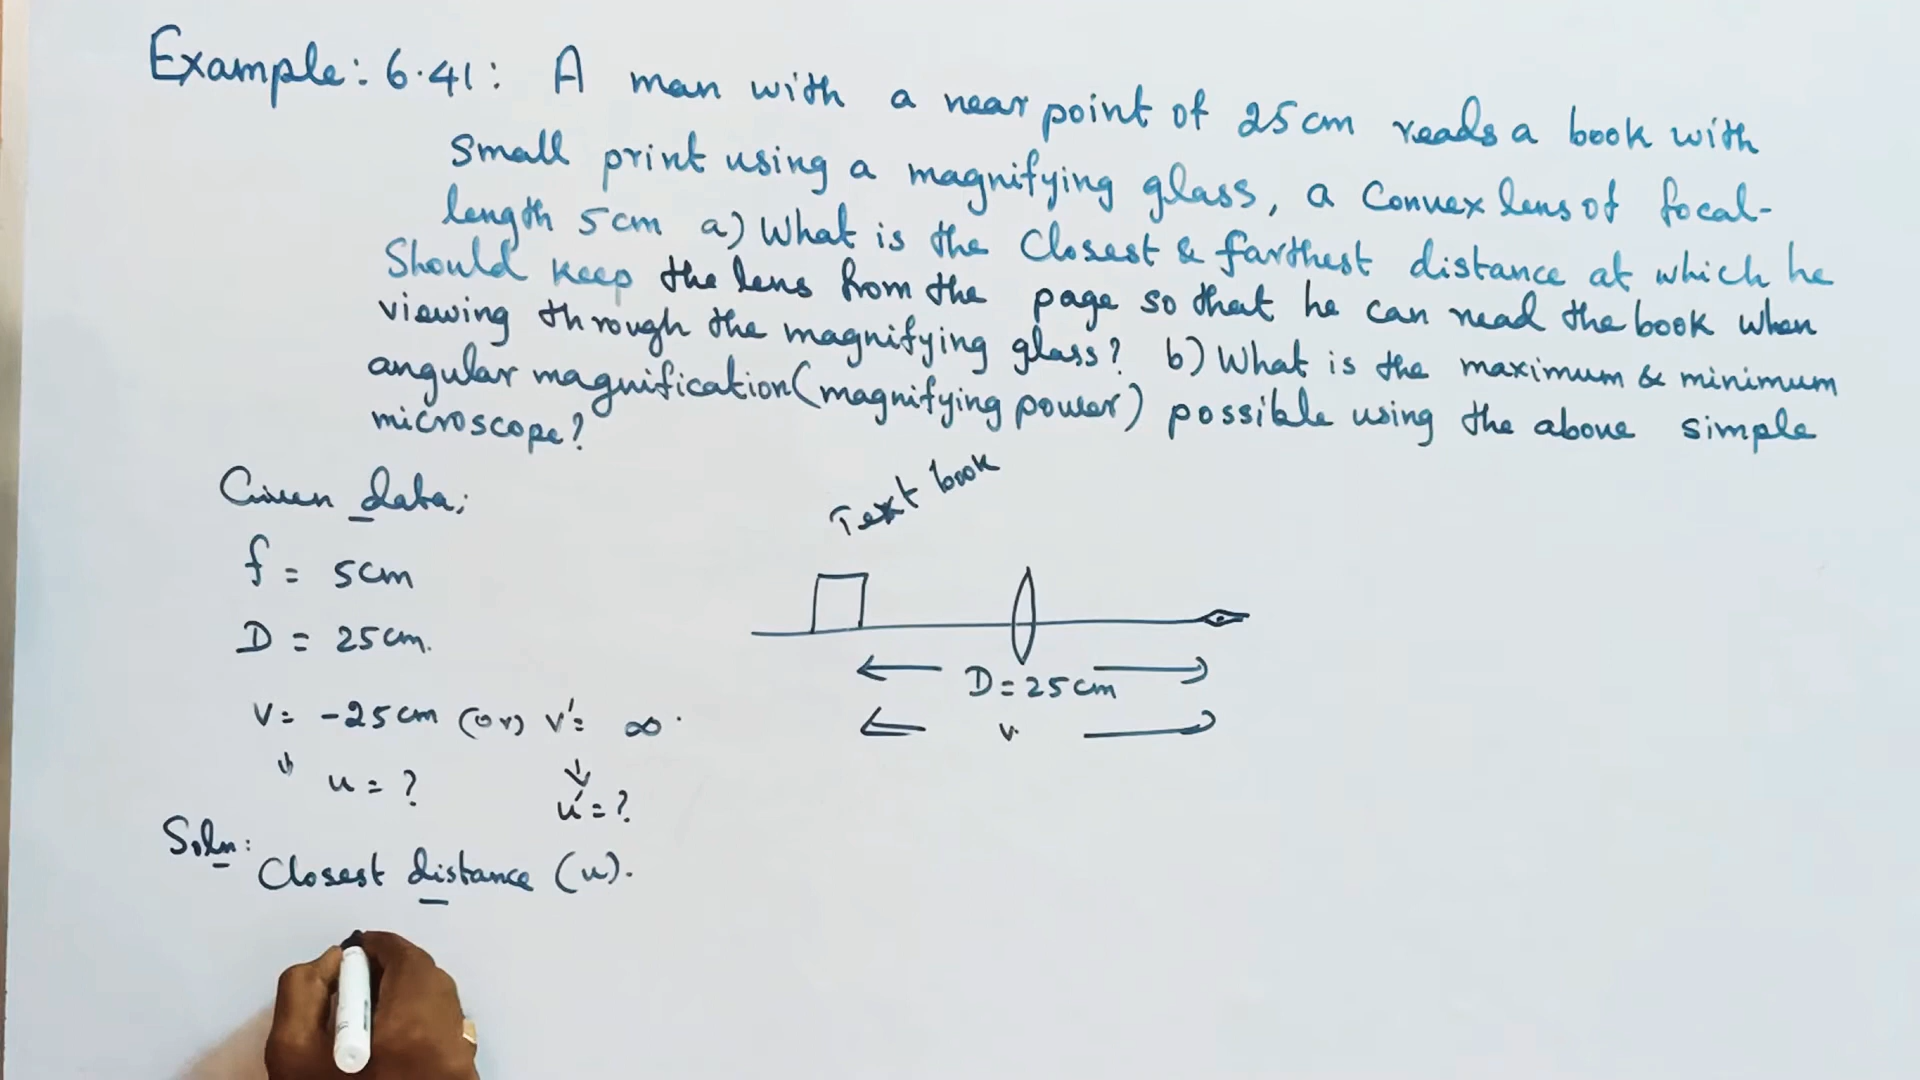 Example: 6.41: A man with a near point of 25cm reads a book with
small print using a magnifying glass, a convex lens of focal-
length 5cm a) What is the closest & farthest distance at which he
should keep the lens from the page so that he can read the book when
viewing through the magnifying glass? b) What is the maximum & minimum
angular magnification (magnifying power) possible using the above simple
microscope?
Given data;
f = 5cm
D = 25cm.
v = -25cm (or) v' = ∞
u = ?
u' = ?
Soln:
Closest distance (u).
Text book
D = 25cm
v